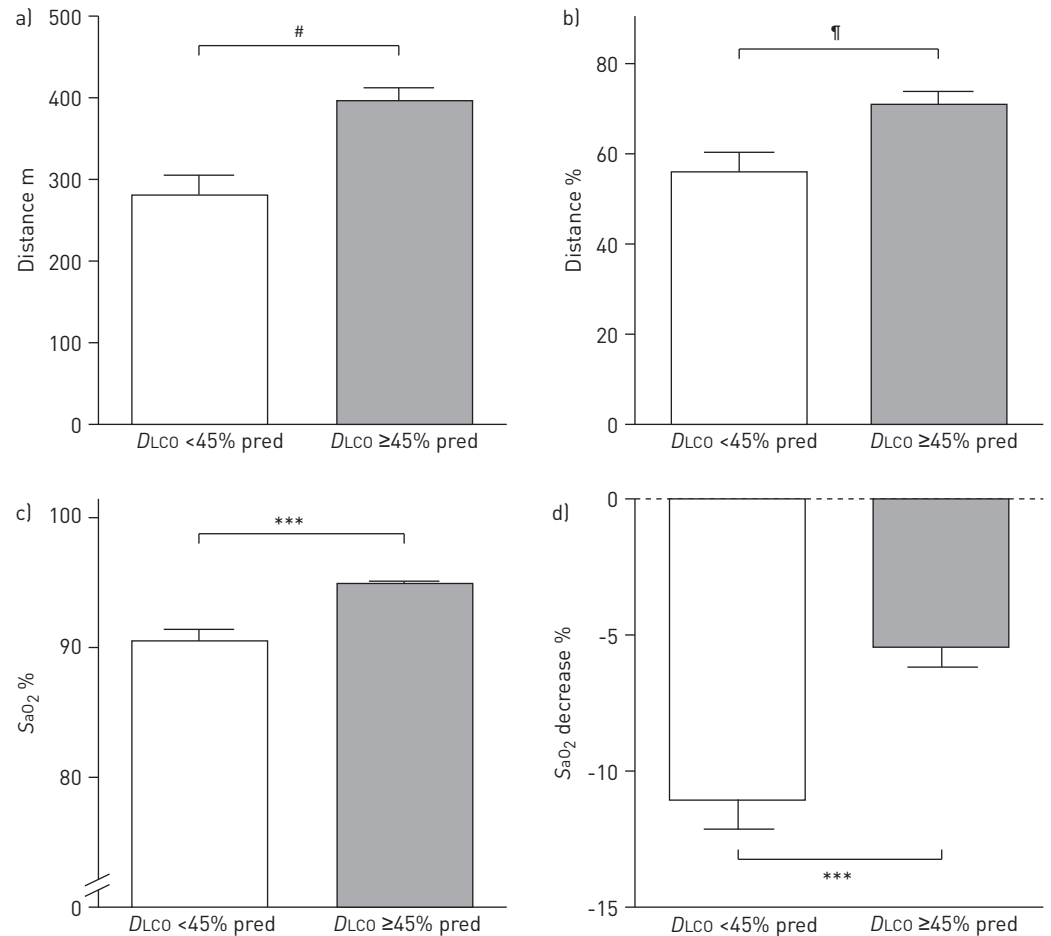 a)
500
400
300
200
100
0
Distance m
#
DLCO <45% pred
DLCO ≥45% pred
b)
80
60
40
20
0
Distance %
¶
DLCO <45% pred
DLCO ≥45% pred
c)
100
90
80
0
SaO2 %
***
DLCO <45% pred
DLCO ≥45% pred
d)
0
-5
-10
-15
SaO2 decrease %
***
DLCO <45% pred
DLCO ≥45% pred